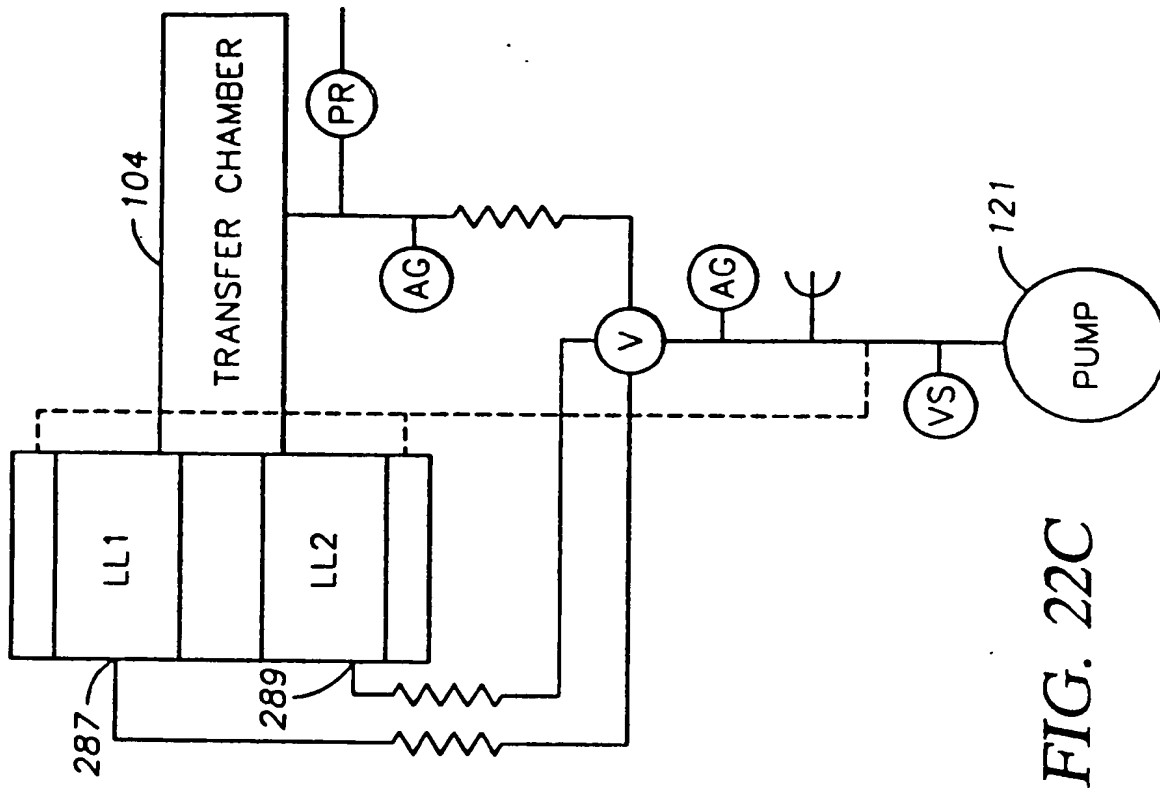 104
TRANSFER CHAMBER
PR
AG
LL1
LL2
287
289
V
AG
VS
PUMP
121
FIG. 22C